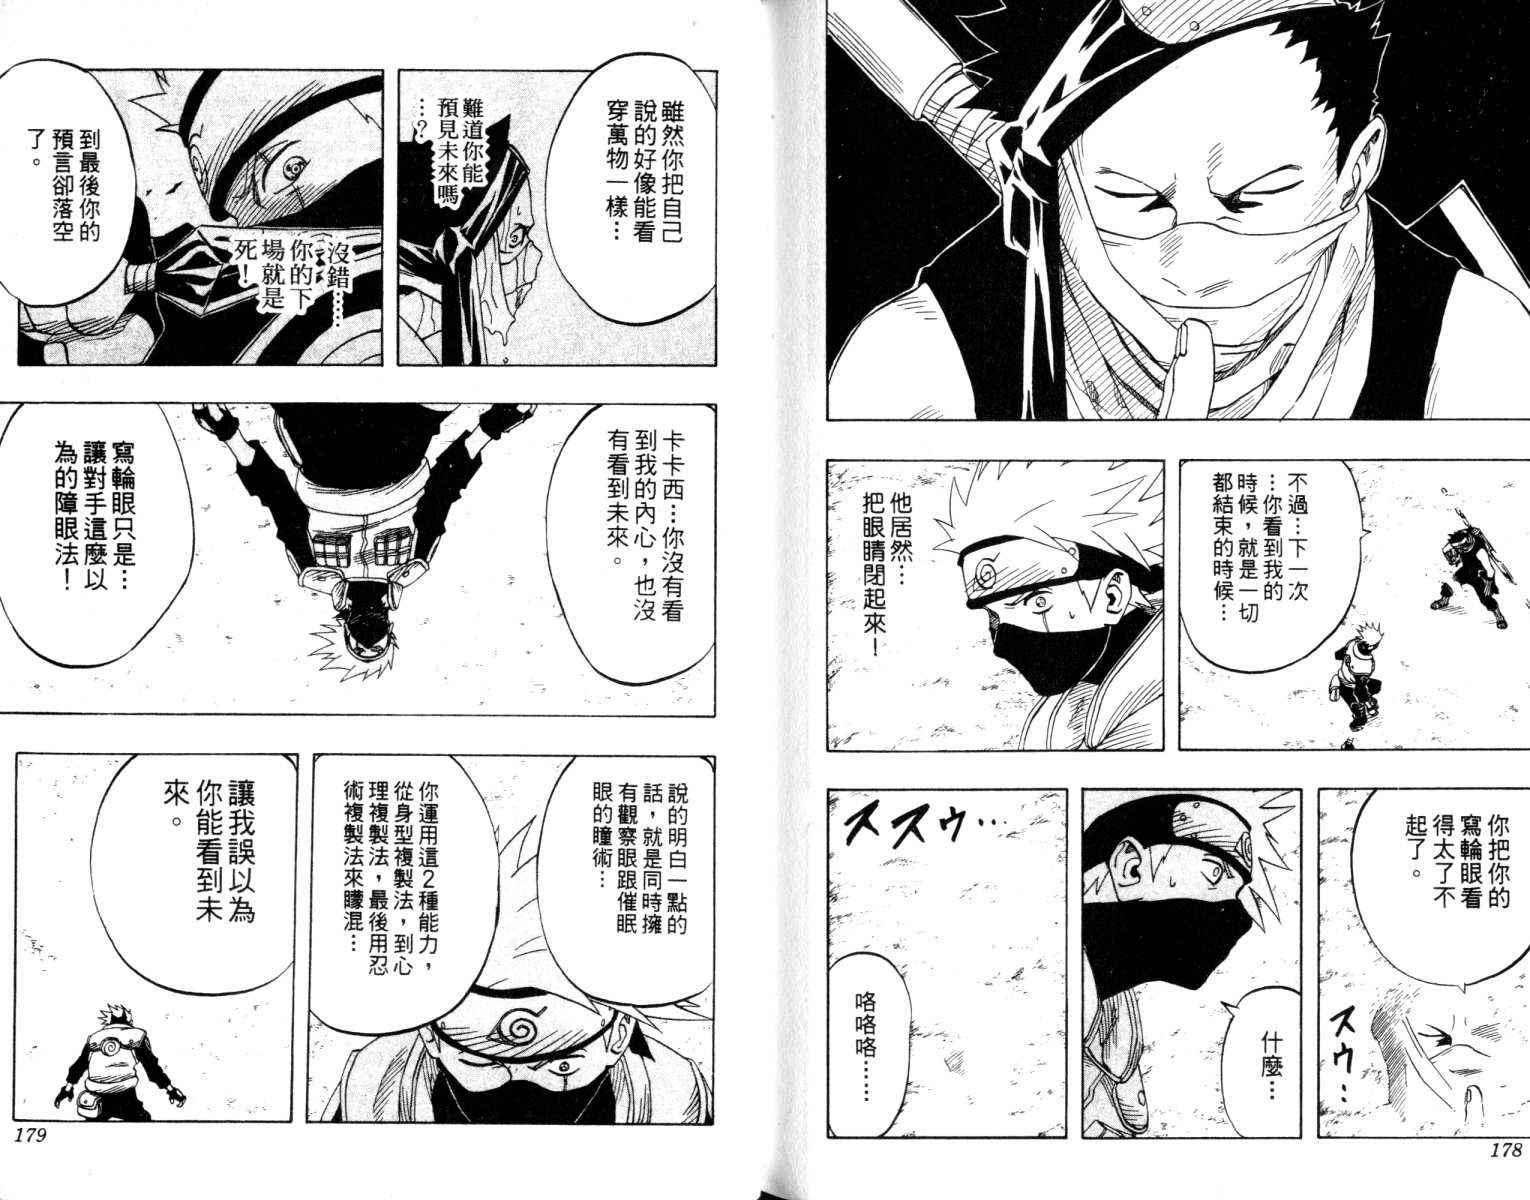 不過…下一次
…你看到我的
時候，就是一切
都結束的時候…
他居然…
把眼睛閉起來！
你把你的
寫輪眼看
得太了不
起了。
スゥ…
什麼…
ススゥ…
咯咯咯……
178
雖然你把自己
說的好像能看
穿萬物一樣…
難道你能
預見未來嗎
…？
沒錯……
你的下
場就是
死！
到最後你的
預言卻落空
了。
卡卡西…你沒有看
到我的內心，也沒
有看到未來。
寫輪眼只是…
讓對手這麼以
為的障眼法！
說的明白一點的
話，就是同時擁
有觀察眼跟催眠
眼的瞳術…
你運用這2種能力，
從身型複製法，到心
理複製法，最後用忍
術複製法來矇混…
讓我誤以為
你能看到未
來。
179